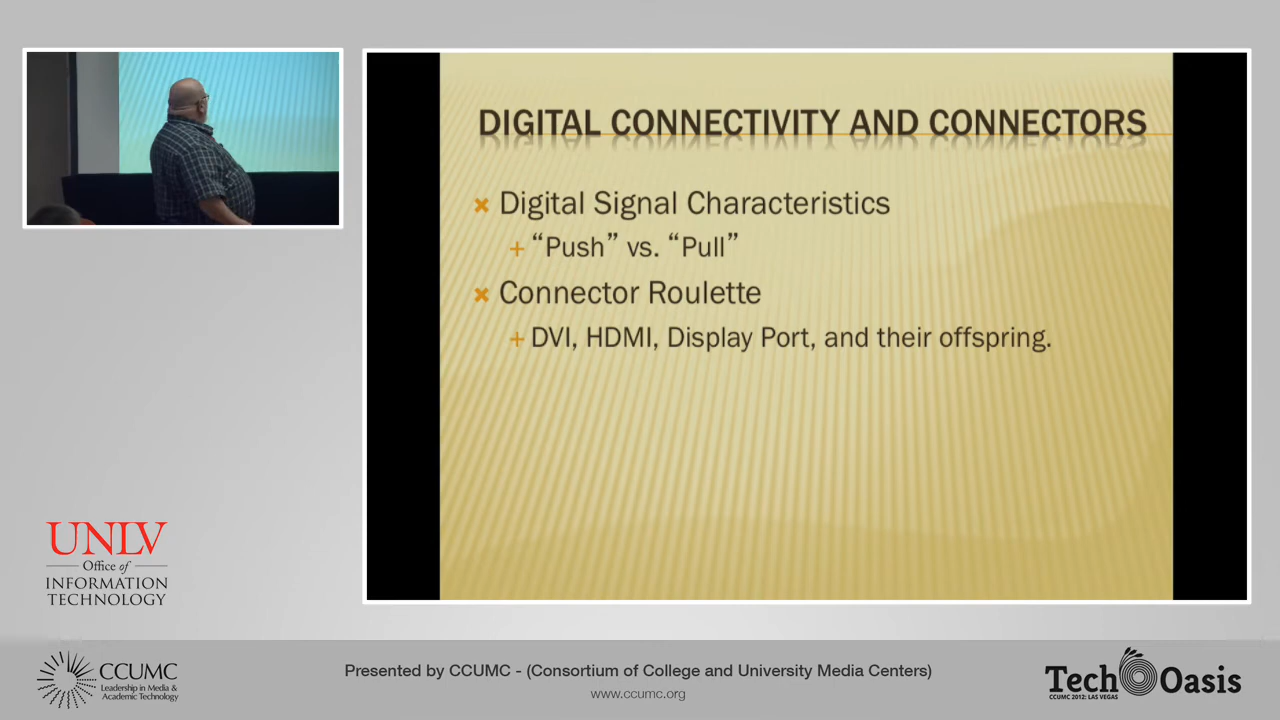 DIGITAL CONNECTIVITY AND CONNECTORS
Digital Signal Characteristics
“Push” vs. “Pull”
Connector Roulette
DVI, HDMI, Display Port, and their offspring.
UNLV
Office of
INFORMATION
TECHNOLOGY
CCUMC
Leadership in Media &
Academic Technology
Presented by CCUMC - (Consortium of College and University Media Centers)
www.ccumc.org
Tech Oasis
CCUMC 2012: LAS VEGAS